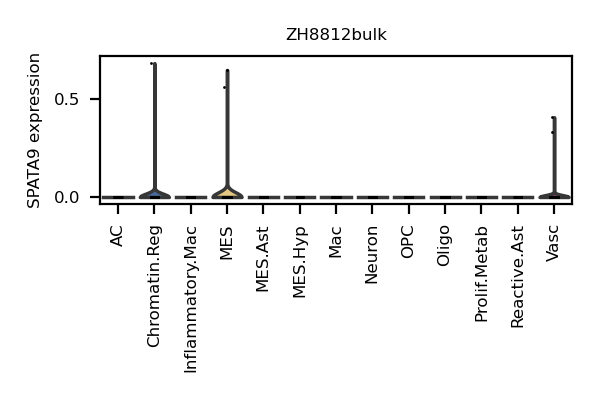 ZH8812bulk
SPATA9 expression
0.5
0.0
AC
Chromatin.Reg
Inflammatory.Mac
MES
MES.Ast
MES.Hyp
Mac
Neuron
OPC
Oligo
Prolif.Metab
Reactive.Ast
Vasc